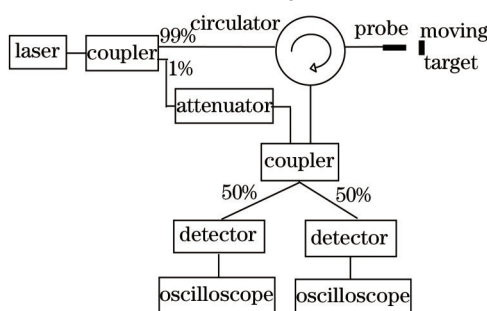 laser
coupler
99%
1%
circulator
probe
moving
target
attenuator
coupler
50%
50%
detector
detector
oscilloscope
oscilloscope